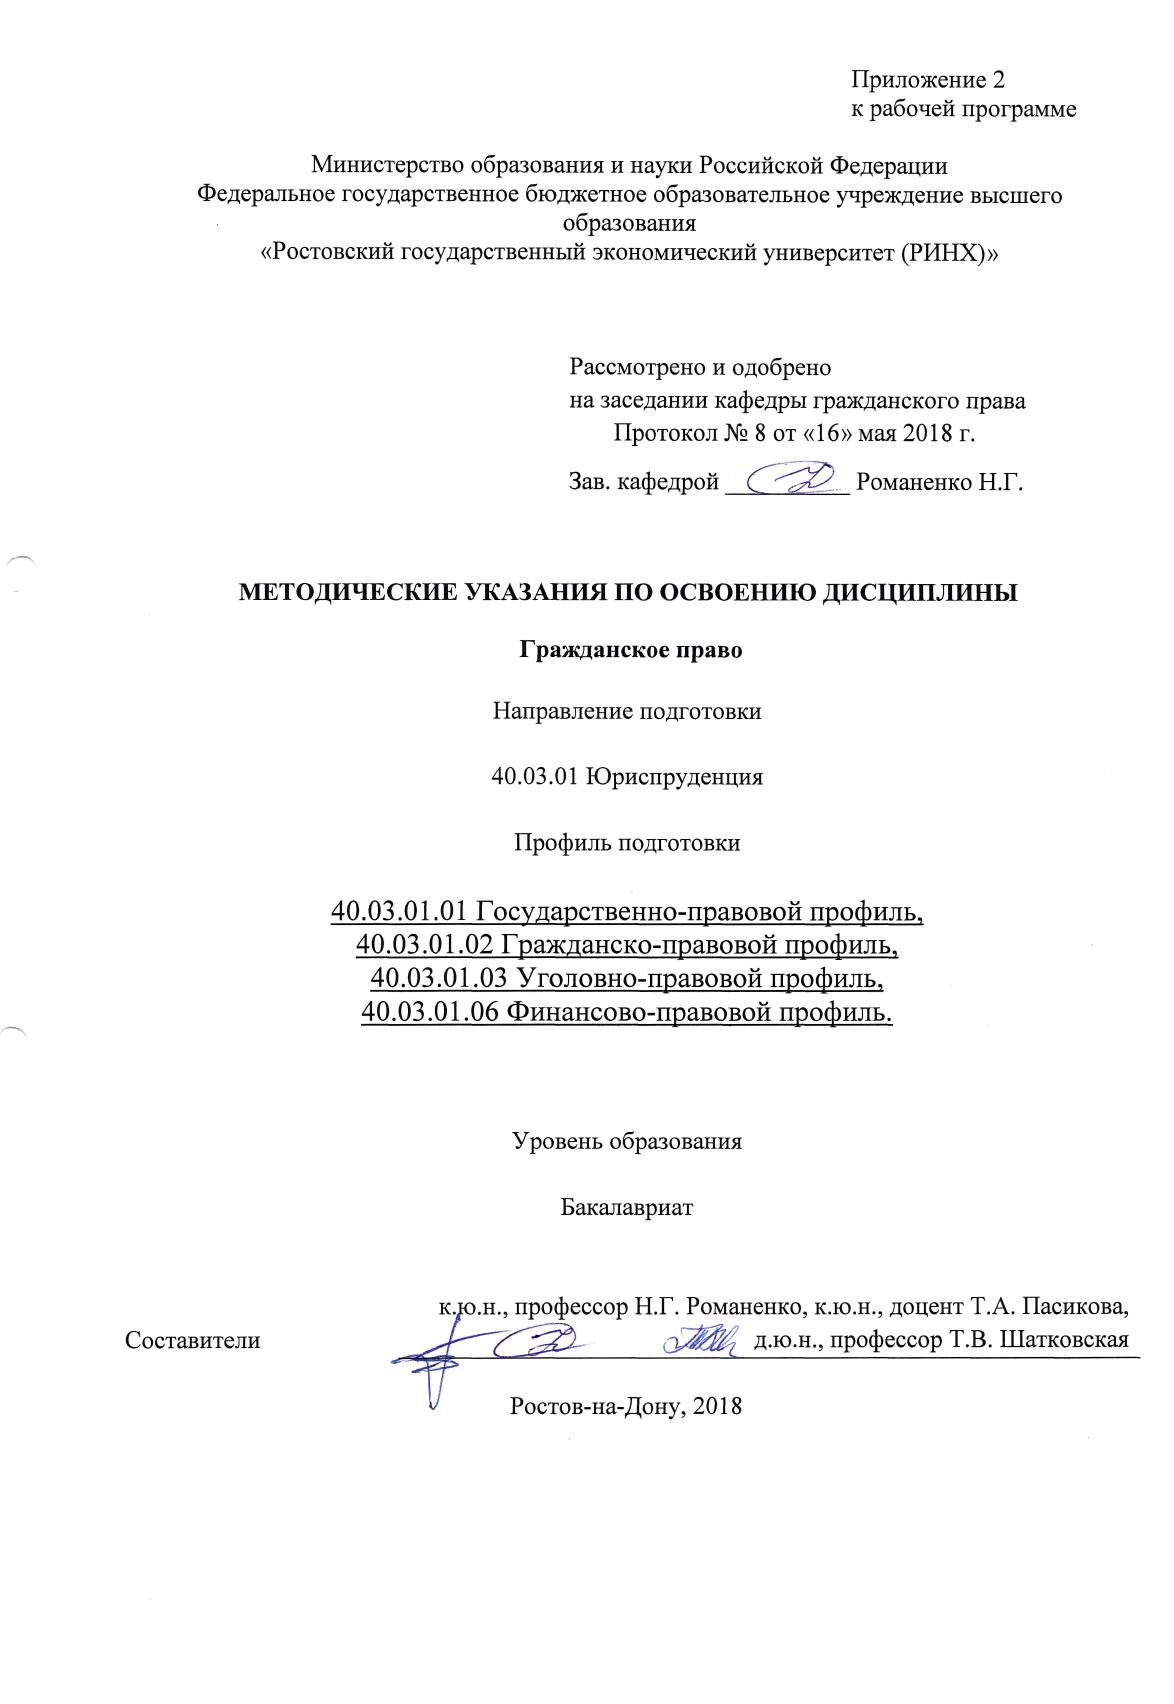 Приложение 2
к рабочей программе
Министерство образования и науки Российской Федерации
Федеральное государственное бюджетное образовательное учреждение высшего
образования
«Ростовский государственный экономический университет (РИНХ)»
Рассмотрено и одобрено
на заседании кафедры гражданского права
Протокол № 8 от «16» мая 2018 г.
Зав. кафедрой __________ Романенко Н.Г.
МЕТОДИЧЕСКИЕ УКАЗАНИЯ ПО ОСВОЕНИЮ ДИСЦИПЛИНЫ
Гражданское право
Направление подготовки
40.03.01 Юриспруденция
Профиль подготовки
40.03.01.01 Государственно-правовой профиль,
40.03.01.02 Гражданско-правовой профиль,
40.03.01.03 Уголовно-правовой профиль,
40.03.01.06 Финансово-правовой профиль.
Уровень образования
Бакалавриат
к.ю.н., профессор Н.Г. Романенко, к.ю.н., доцент Т.А. Пасикова,
Составители д.ю.н., профессор Т.В. Шатковская
Ростов-на-Дону, 2018